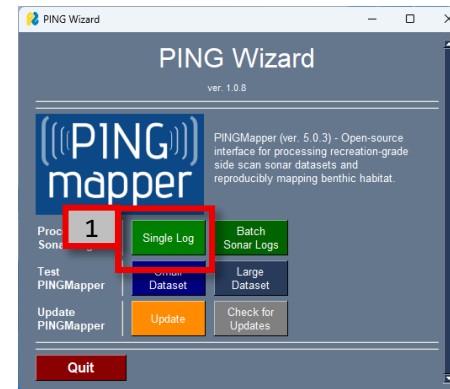 PING Wizard
PING Wizard
ver. 1.0.8
(((PING)))
mapper
PINGMapper (ver. 5.0.3) - Open-source
interface for processing recreation-grade
side scan sonar datasets and
reproducibly mapping benthic habitat.
1
Single Log
Batch
Sonar Logs
Test
PINGMapper
Small
Dataset
Large
Dataset
Update
PINGMapper
Update
Check for
Updates
Quit